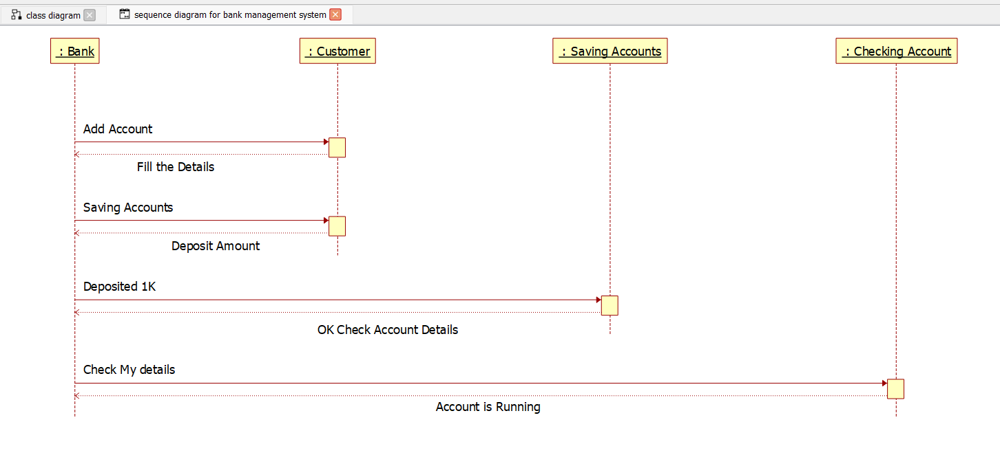 class diagram
sequence diagram for bank management system
: Bank
: Customer
: Saving Accounts
: Checking Account
Add Account
Fill the Details
Saving Accounts
Deposit Amount
Deposited 1K
OK Check Account Details
Check My details
Account is Running